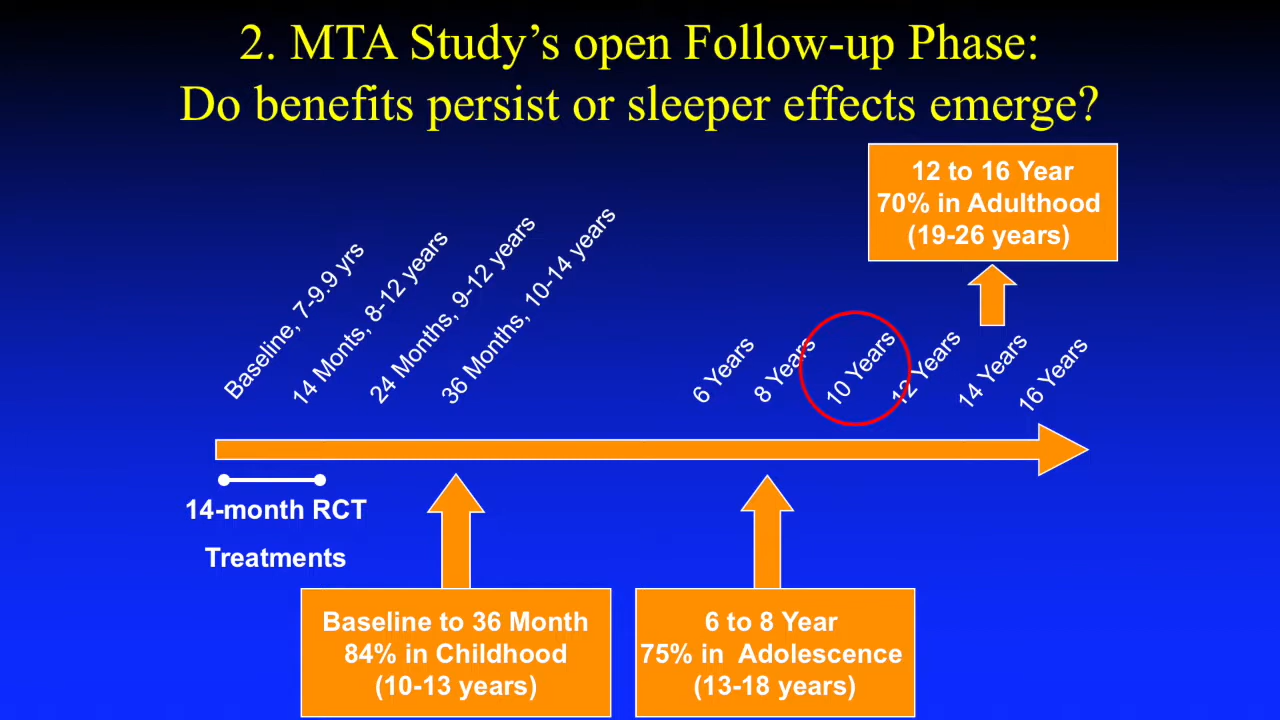 2. MTA Study’s open Follow-up Phase:
Do benefits persist or sleeper effects emerge?
12 to 16 Year
70% in Adulthood
(19-26 years)
Baseline, 7-9.9 yrs
14 Monts, 8-12 years
24 Months, 9-12 years
36 Months, 10-14 years
6 Years
8 Years
10 Years
12 Years
14 Years
16 Years
14-month RCT
Treatments
Baseline to 36 Month
84% in Childhood
(10-13 years)
6 to 8 Year
75% in Adolescence
(13-18 years)